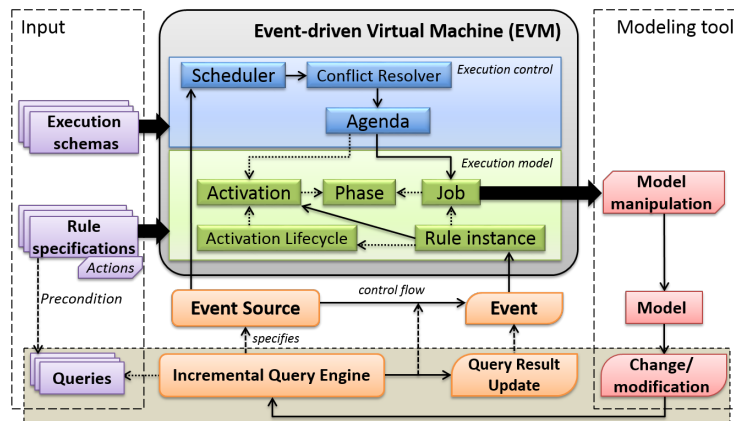 Input
Event-driven Virtual Machine (EVM)
Modeling tool
Scheduler
Conflict Resolver
Execution control
Agenda
Execution
schemas
Execution model
Activation
Phase
Job
Model
manipulation
Rule
specifications
Actions
Activation Lifecycle
Rule instance
Precondition
Event Source
control flow
Event
Model
specifies
Queries
Incremental Query Engine
Query Result
Update
Change/
modification